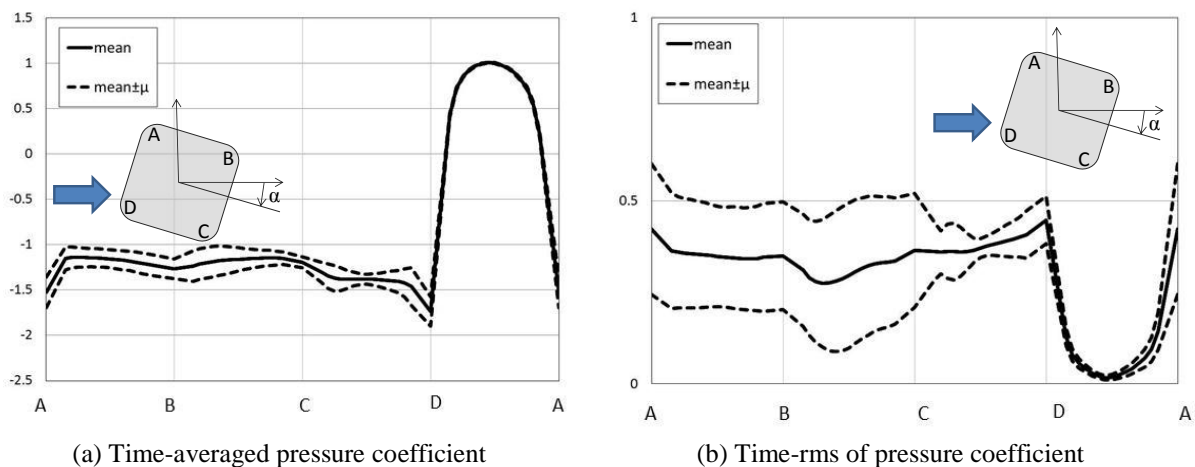 1.5
1
0.5
0
-0.5
-1
-1.5
-2
-2.5
mean
mean±µ
A
B
C
D
α
A B C D A
(a) Time-averaged pressure coefficient
1
0.5
0
mean
mean±µ
A
B
C
D
α
A B C D A
(b) Time-rms of pressure coefficient